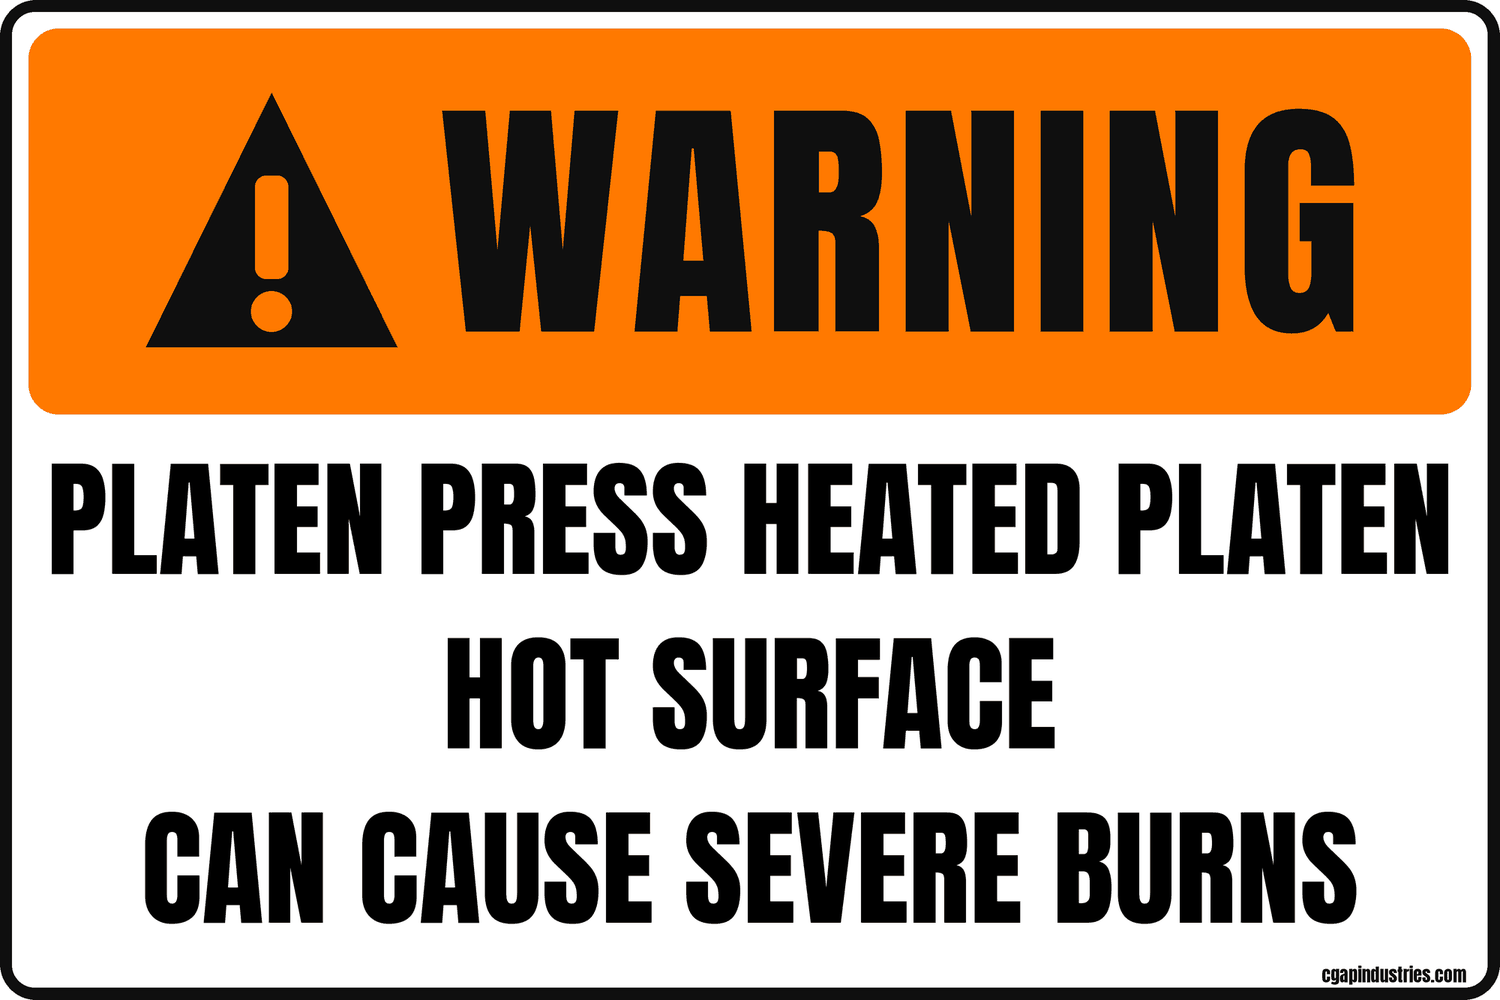 WARNING
PLATEN PRESS HEATED PLATEN
HOT SURFACE
CAN CAUSE SEVERE BURNS
cgapindustries.com